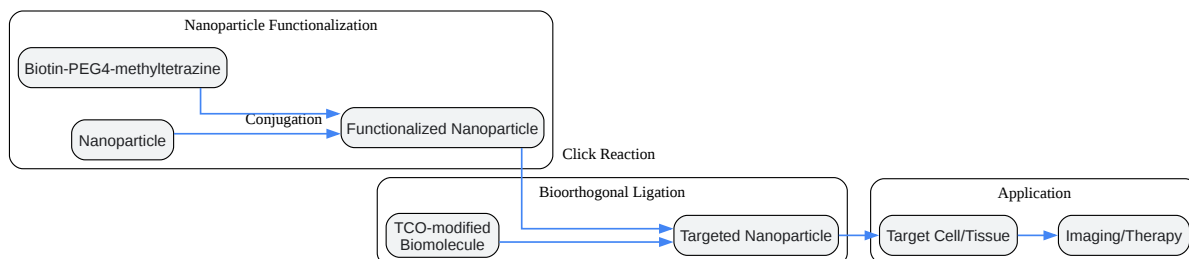 Nanoparticle Functionalization
Biotin-PEG4-methyltetrazine
Conjugation
Nanoparticle
Functionalized Nanoparticle
Click Reaction
Bioorthogonal Ligation
TCO-modified
Biomolecule
Targeted Nanoparticle
Application
Target Cell/Tissue
Imaging/Therapy